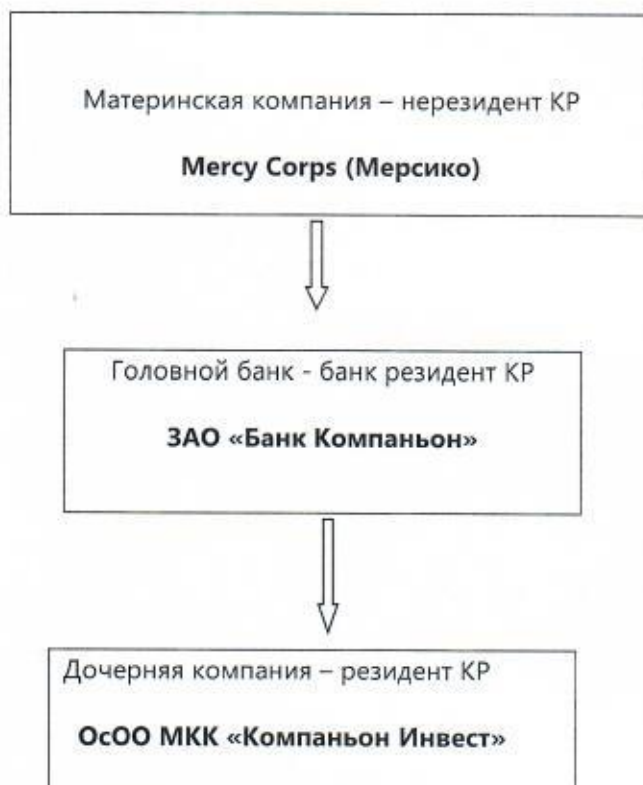 Материнская компания – нерезидент КР
Mercy Corps (Мерсико)
Головной банк - банк резидент КР
ЗАО «Банк Компаньон»
Дочерняя компания – резидент КР
ОсОО МКК «Компаньон Инвест»